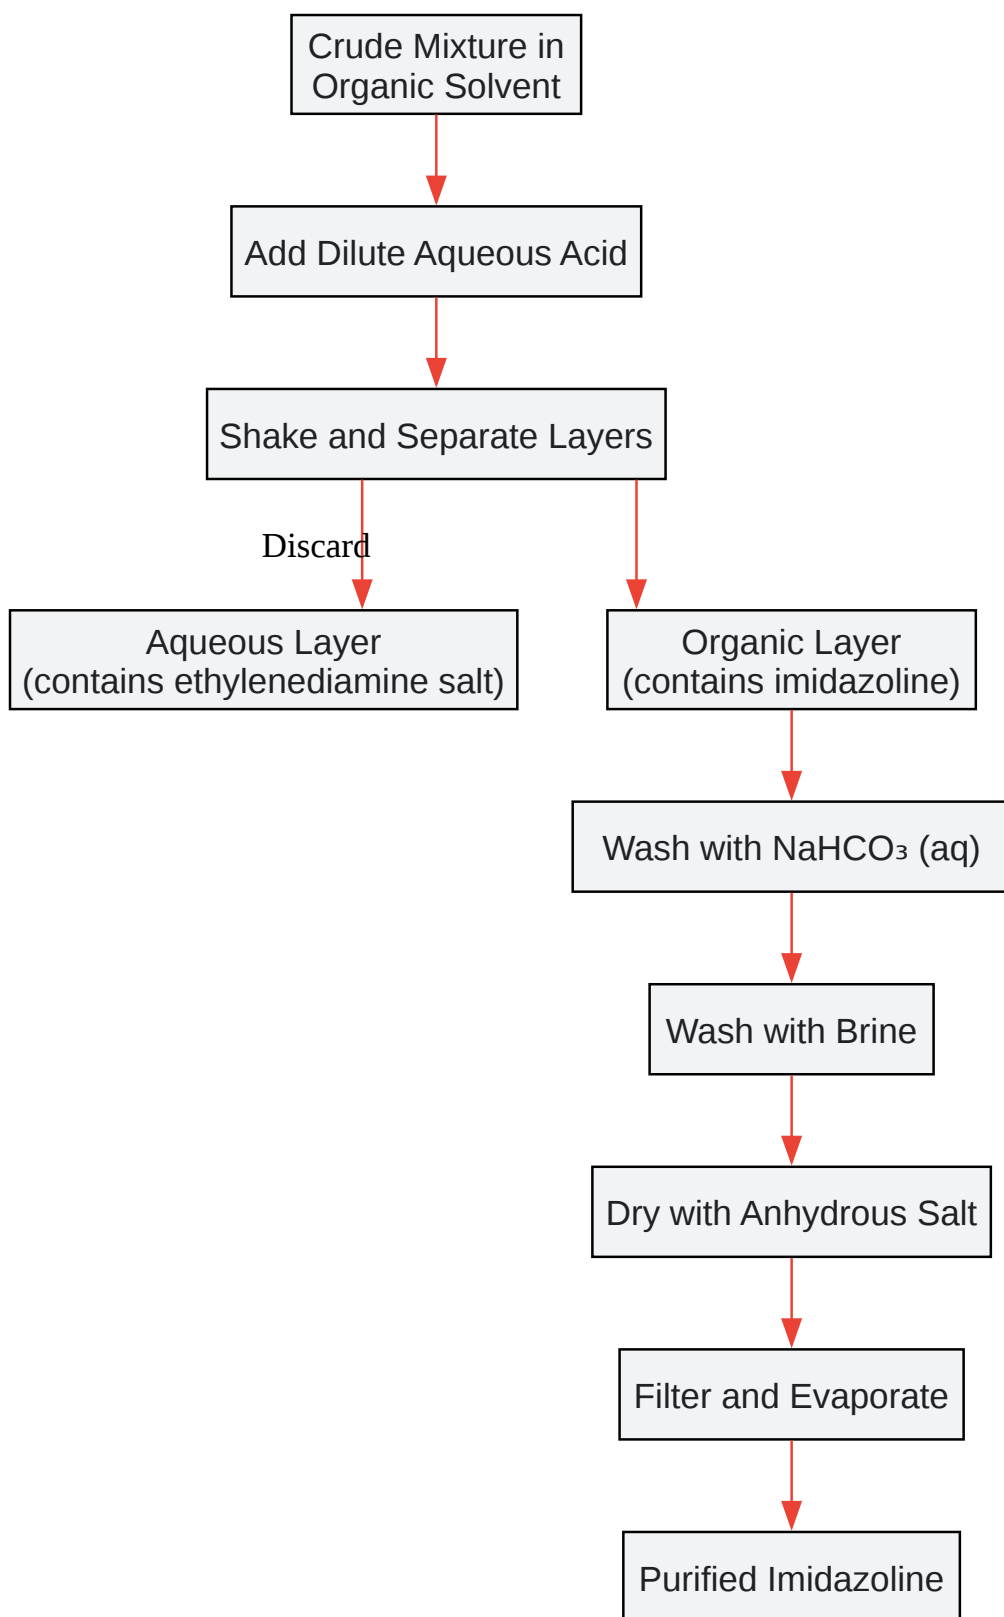 Crude Mixture in
Organic Solvent
Add Dilute Aqueous Acid
Shake and Separate Layers
Discard
Aqueous Layer
(contains ethylenediamine salt)
Organic Layer
(contains imidazoline)
Wash with NaHCO₃ (aq)
Wash with Brine
Dry with Anhydrous Salt
Filter and Evaporate
Purified Imidazoline